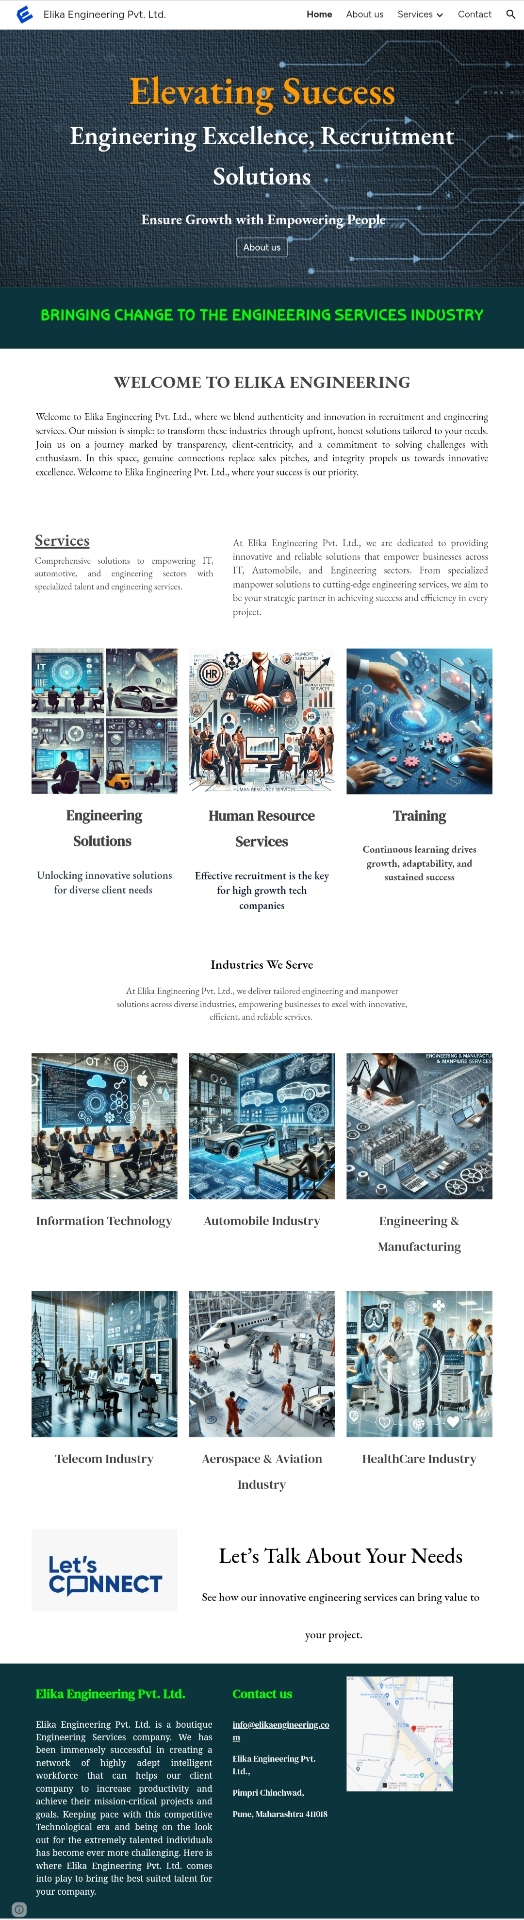 Elika Engineering Pvt. Ltd.
Home About us Services Contact
Elevating Success
Engineering Excellence, Recruitment
Solutions
Ensure Growth with Empowering People
About us
BRINGING CHANGE TO THE ENGINEERING SERVICES INDUSTRY
WELCOME TO ELIKA ENGINEERING
Welcome to Elika Engineering Pvt. Ltd., where we blend authenticity and innovation in recruitment and engineering
services. Our mission is simple: to transform these industries through upfront, honest solutions tailored to your needs.
Join us on a journey marked by transparency, client-centricity, and a commitment to solving challenges with
enthusiasm. In this space, genuine connections replace sales pitches, and integrity propels us towards innovative
excellence. Welcome to Elika Engineering Pvt. Ltd., where your success is our priority.
Services
Comprehensive solutions to empowering IT,
automotive, and engineering sectors with
specialized talent and engineering services.
At Elika Engineering Pvt. Ltd., we are dedicated to providing
innovative and reliable solutions that empower businesses across
IT, Automobile, and Engineering sectors. From specialized
manpower solutions to cutting-edge engineering services, we aim to
be your strategic partner in achieving success and efficiency in every
project.
IT
HR
HR
HUMAN RESOURCE SERVICES
Engineering
Solutions
Unlocking innovative solutions
for diverse client needs
Human Resource
Services
Effective recruitment is the key
for high growth tech
companies
Training
Continuous learning drives
growth, adaptability, and
sustained success
Industries We Serve
At Elika Engineering Pvt. Ltd., we deliver tailored engineering and manpower
solutions across diverse industries, empowering businesses to excel with innovative,
efficient, and reliable services.
OT
Information Technology
Automobile Industry
Engineering &
Manufacturing
Telecom Industry
Aerospace & Aviation
Industry
HealthCare Industry
Let's
CONNECT
Let's Talk About Your Needs
See how our innovative engineering services can bring value to
your project.
Elika Engineering Pvt. Ltd.
Elika Engineering Pvt. Ltd. is a boutique
Engineering Services company. We has
been immensely successful in creating a
network of highly adept intelligent
workforce that can helps our client
company to increase productivity and
achieve their mission-critical projects and
goals. Keeping pace with this competitive
Technological era and being on the look
out for the extremely talented individuals
has become ever more challenging. Here is
where Elika Engineering Pvt. Ltd. comes
into play to bring the best suited talent for
your company.
Contact us
info@elikaengineering.co
m
Elika Engineering Pvt.
Ltd.,
Pimpri Chinchwad,
Pune, Maharashtra 411018